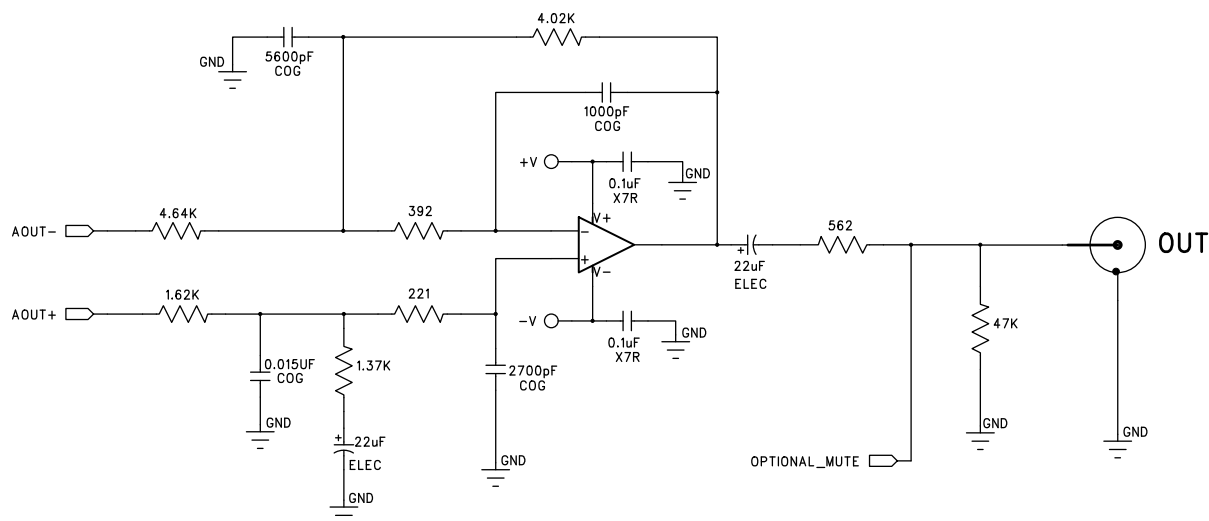 4.02K
GND
5600pF
COG
1000pF
COG
+V
GND
0.1uF
X7R
4.64K
392
V+
AOUT-
-
562
OUT
+
+
22uF
ELEC
V-
1.62K
221
AOUT+
-V
47K
GND
0.1uF
X7R
0.015UF
COG
1.37K
2700pF
COG
GND
GND
GND
+
22uF
ELEC
GND
OPTIONAL_MUTE
GND